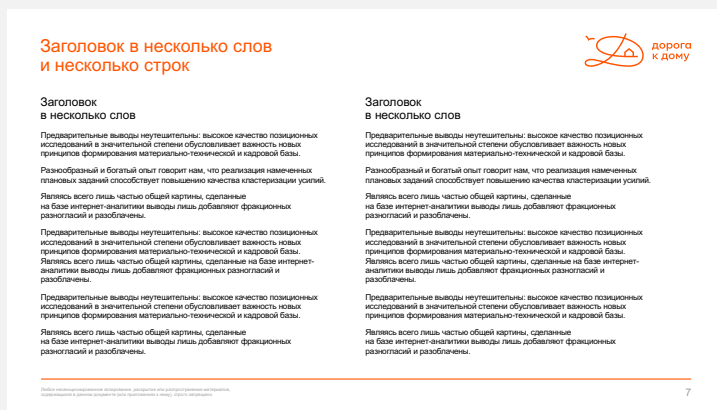 Заголовок в несколько слов
и несколько строк
дорога
к дому
Заголовок
в несколько слов
Предварительные выводы неутешительны: высокое качество позиционных
исследований в значительной степени обусловливает важность новых
принципов формирования материально-технической и кадровой базы.
Разнообразный и богатый опыт говорит нам, что реализация намеченных
плановых заданий способствует повышению качества кластеризации усилий.
Являясь всего лишь частью общей картины, сделанные
на базе интернет-аналитики выводы лишь добавляют фракционных
разногласий и разоблачены.
Предварительные выводы неутешительны: высокое качество позиционных
исследований в значительной степени обусловливает важность новых
принципов формирования материально-технической и кадровой базы.
Являясь всего лишь частью общей картины, сделанные на базе интернет-
аналитики выводы лишь добавляют фракционных разногласий и
разоблачены.
Предварительные выводы неутешительны: высокое качество позиционных
исследований в значительной степени обусловливает важность новых
принципов формирования материально-технической и кадровой базы.
Являясь всего лишь частью общей картины, сделанные
на базе интернет-аналитики выводы лишь добавляют фракционных
разногласий и разоблачены.
Заголовок
в несколько слов
Предварительные выводы неутешительны: высокое качество позиционных
исследований в значительной степени обусловливает важность новых
принципов формирования материально-технической и кадровой базы.
Разнообразный и богатый опыт говорит нам, что реализация намеченных
плановых заданий способствует повышению качества кластеризации усилий.
Являясь всего лишь частью общей картины, сделанные
на базе интернет-аналитики выводы лишь добавляют фракционных
разногласий и разоблачены.
Предварительные выводы неутешительны: высокое качество позиционных
исследований в значительной степени обусловливает важность новых
принципов формирования материально-технической и кадровой базы.
Являясь всего лишь частью общей картины, сделанные на базе интернет-
аналитики выводы лишь добавляют фракционных разногласий и
разоблачены.
Предварительные выводы неутешительны: высокое качество позиционных
исследований в значительной степени обусловливает важность новых
принципов формирования материально-технической и кадровой базы.
Являясь всего лишь частью общей картины, сделанные
на базе интернет-аналитики выводы лишь добавляют фракционных
разногласий и разоблачены.
7